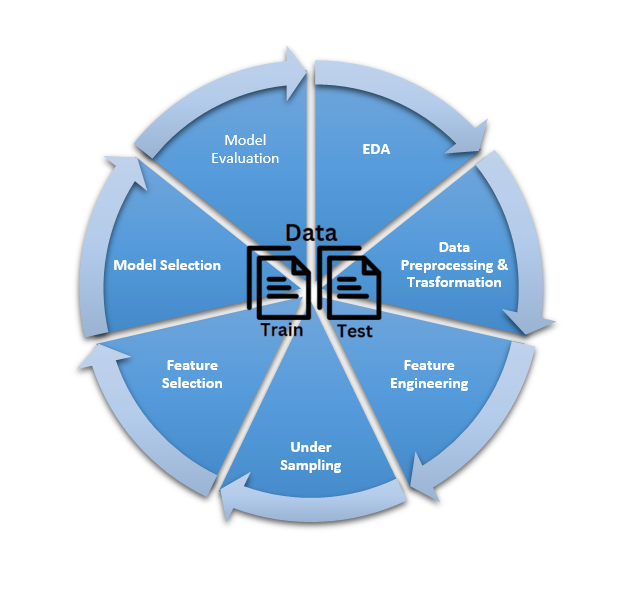 Model
Evaluation
EDA
Data
Preprocessing &
Trasformation
Feature
Engineering
Under
Sampling
Feature
Selection
Model Selection
Data
Train
Test